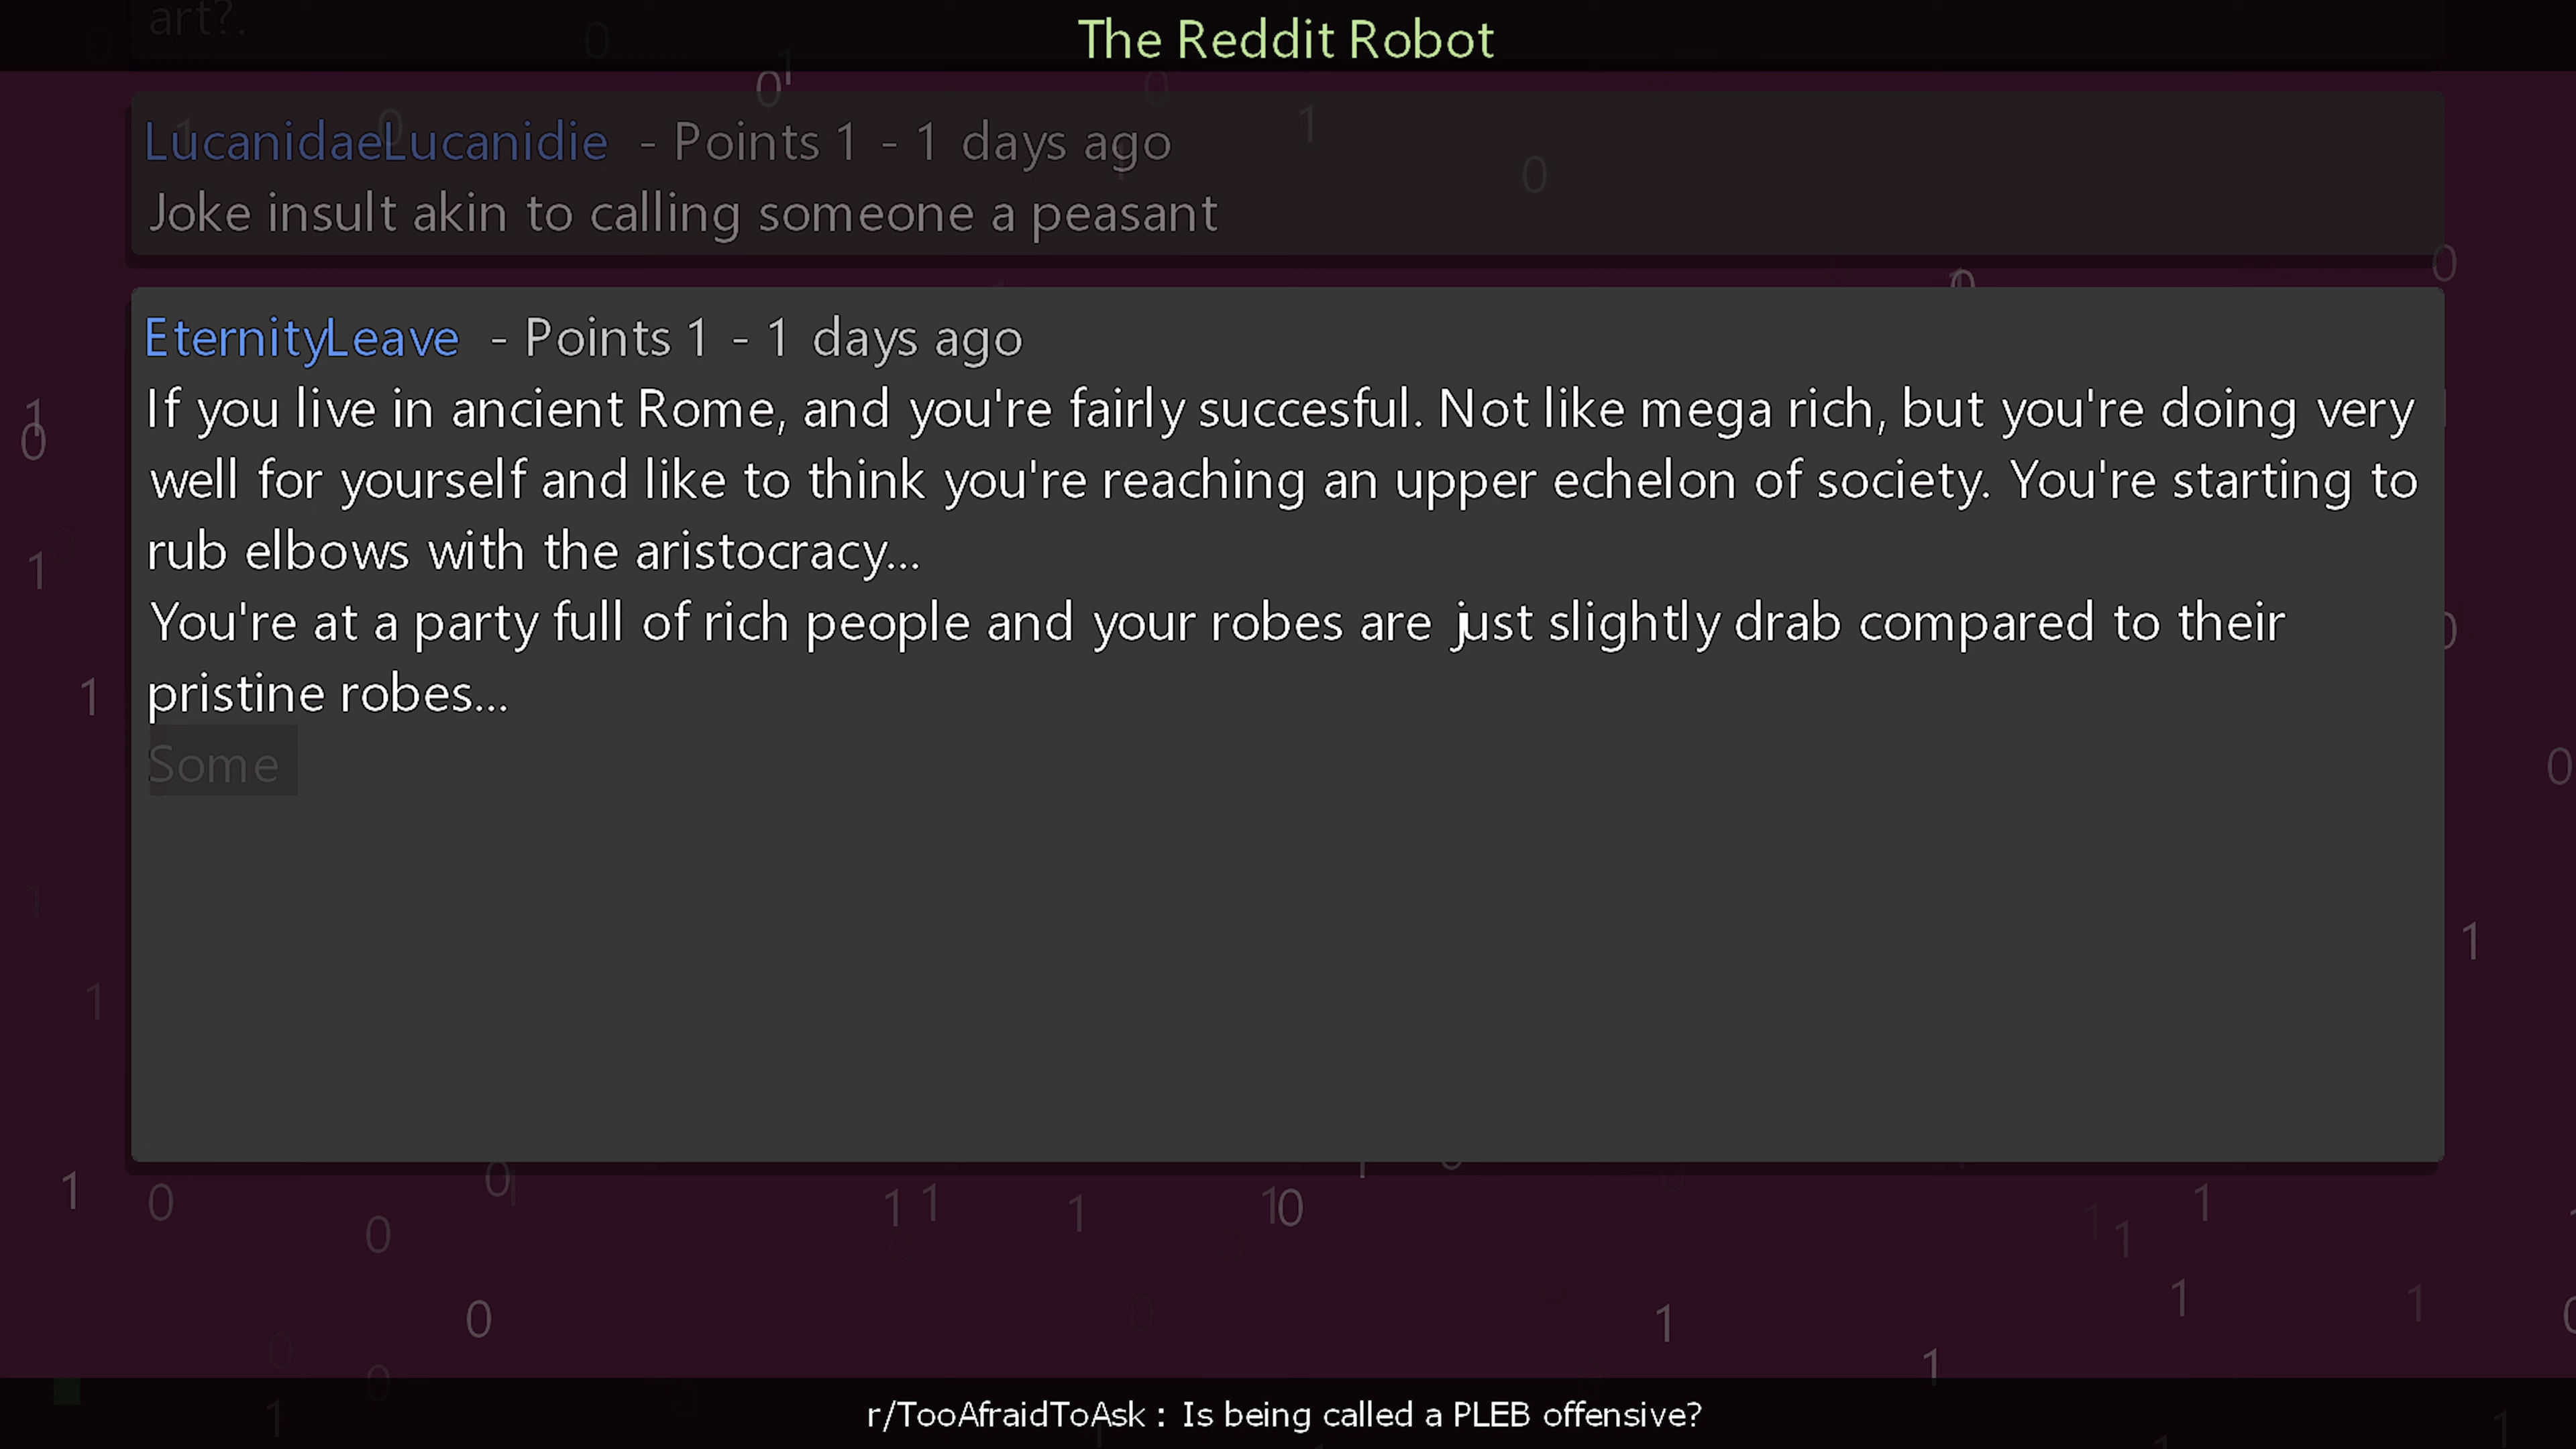 art?.
The Reddit Robot
LucanidaeLucanidie - Points 1 - 1 days ago
Joke insult akin to calling someone a peasant
EternityLeave - Points 1 - 1 days ago
If you live in ancient Rome, and you're fairly succesful. Not like mega rich, but you're doing very
well for yourself and like to think you're reaching an upper echelon of society. You're starting to
rub elbows with the aristocracy...
You're at a party full of rich people and your robes are just slightly drab compared to their
pristine robes...
Some
r/TooAfraidToAsk : Is being called a PLEB offensive?